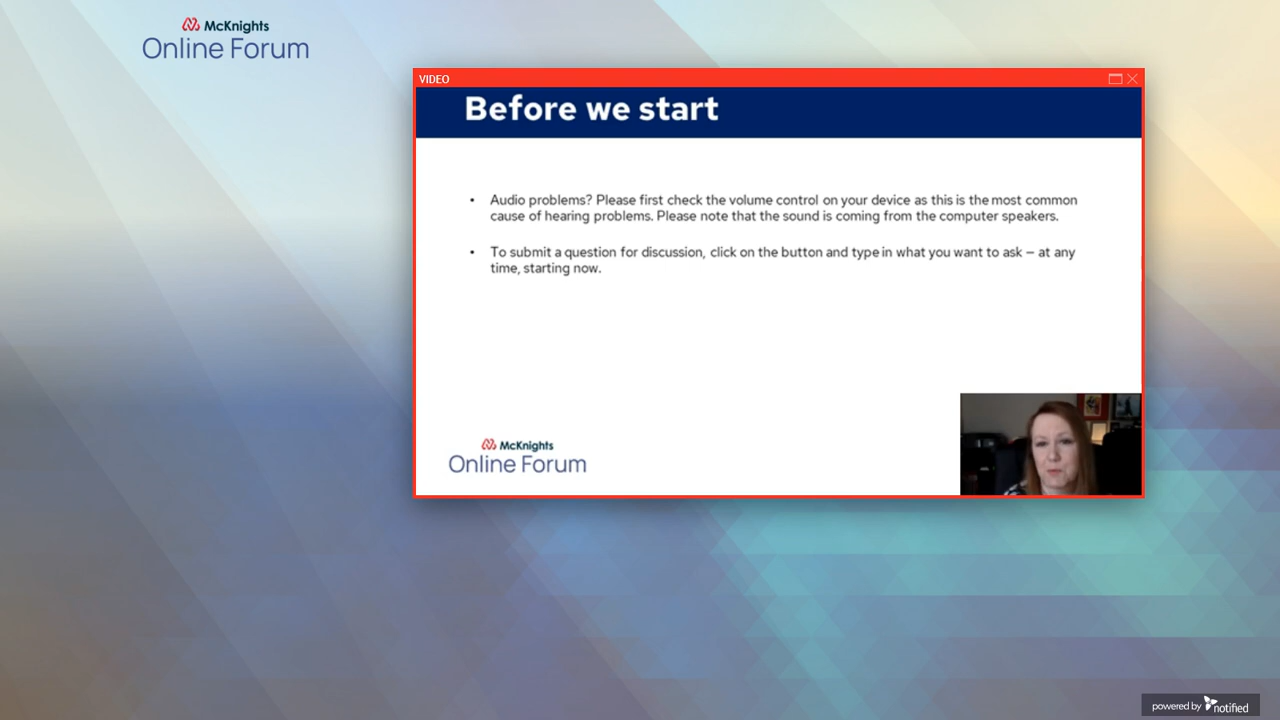 McKnights
Online Forum
VIDEO
Before we start
• Audio problems? Please first check the volume control on your device as this is the most common
cause of hearing problems. Please note that the sound is coming from the computer speakers.
• To submit a question for discussion, click on the button and type in what you want to ask – at any
time, starting now.
McKnights
Online Forum
powered by notified